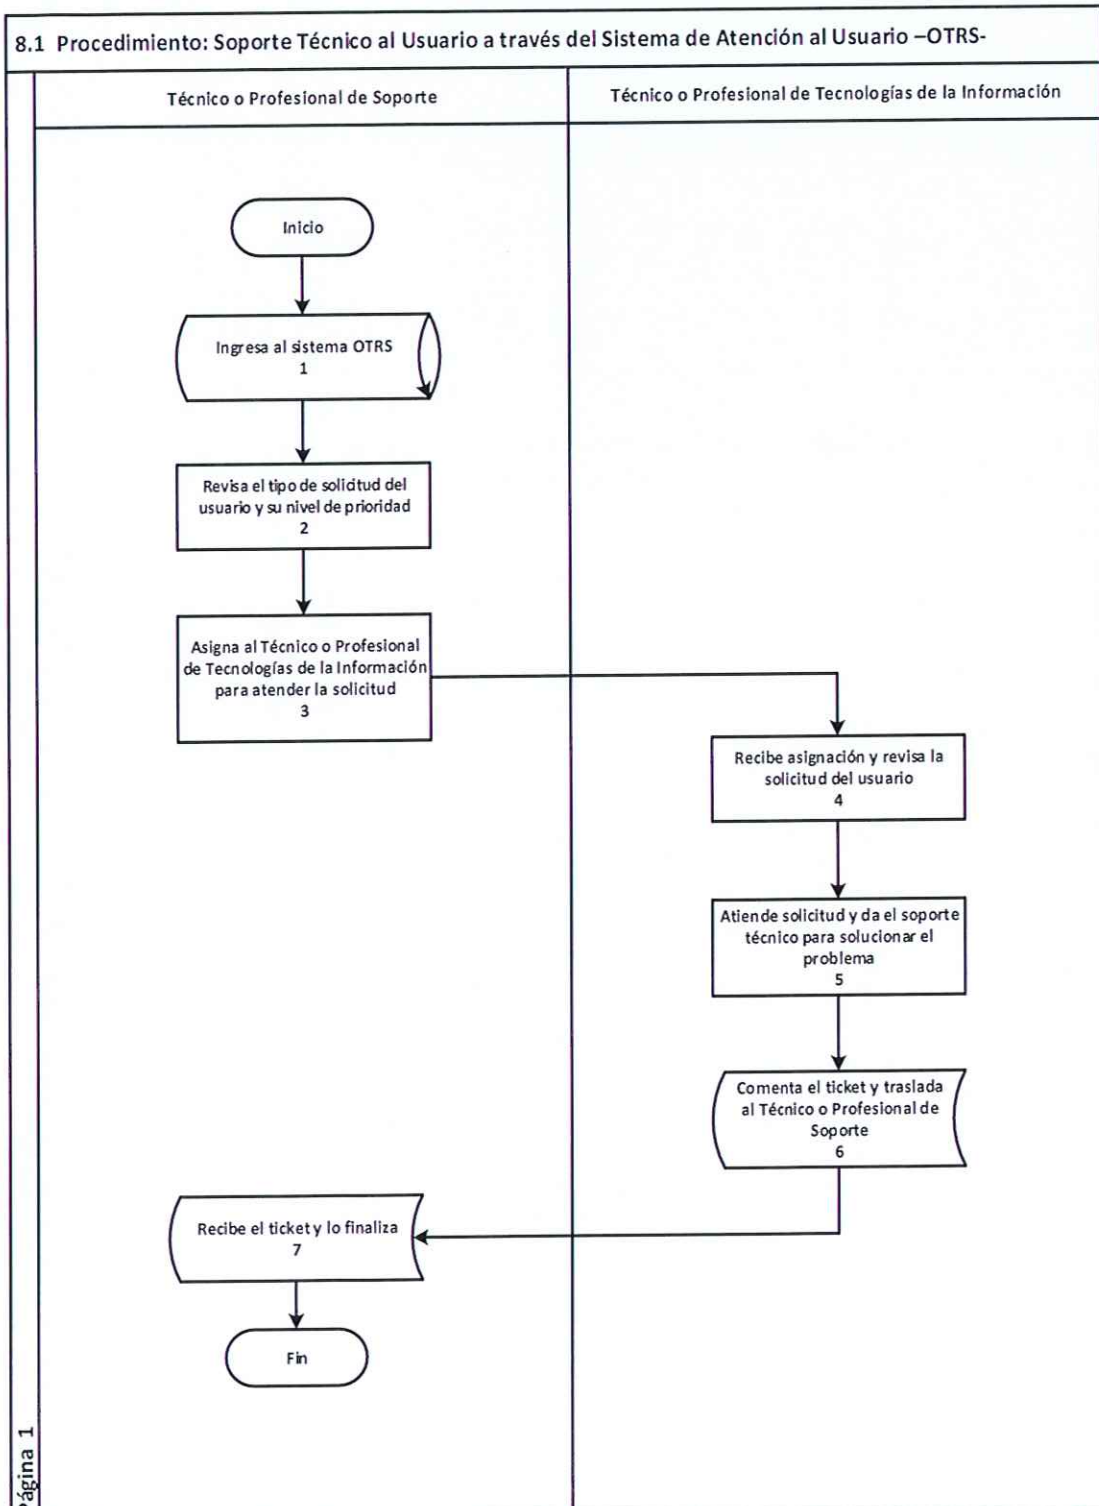 8.1 Procedimiento: Soporte Técnico al Usuario a través del Sistema de Atención al Usuario –OTRS-
Técnico o Profesional de Soporte
Técnico o Profesional de Tecnologías de la Información
Inicio
Ingresa al sistema OTRS
1
Revisa el tipo de solicitud del
usuario y su nivel de prioridad
2
Asigna al Técnico o Profesional
de Tecnologías de la Información
para atender la solicitud
3
Recibe asignación y revisa la
solicitud del usuario
4
Atiende solicitud y da el soporte
técnico para solucionar el
problema
5
Comenta el ticket y traslada
al Técnico o Profesional de
Soporte
6
Recibe el ticket y lo finaliza
7
Fin
Página 1